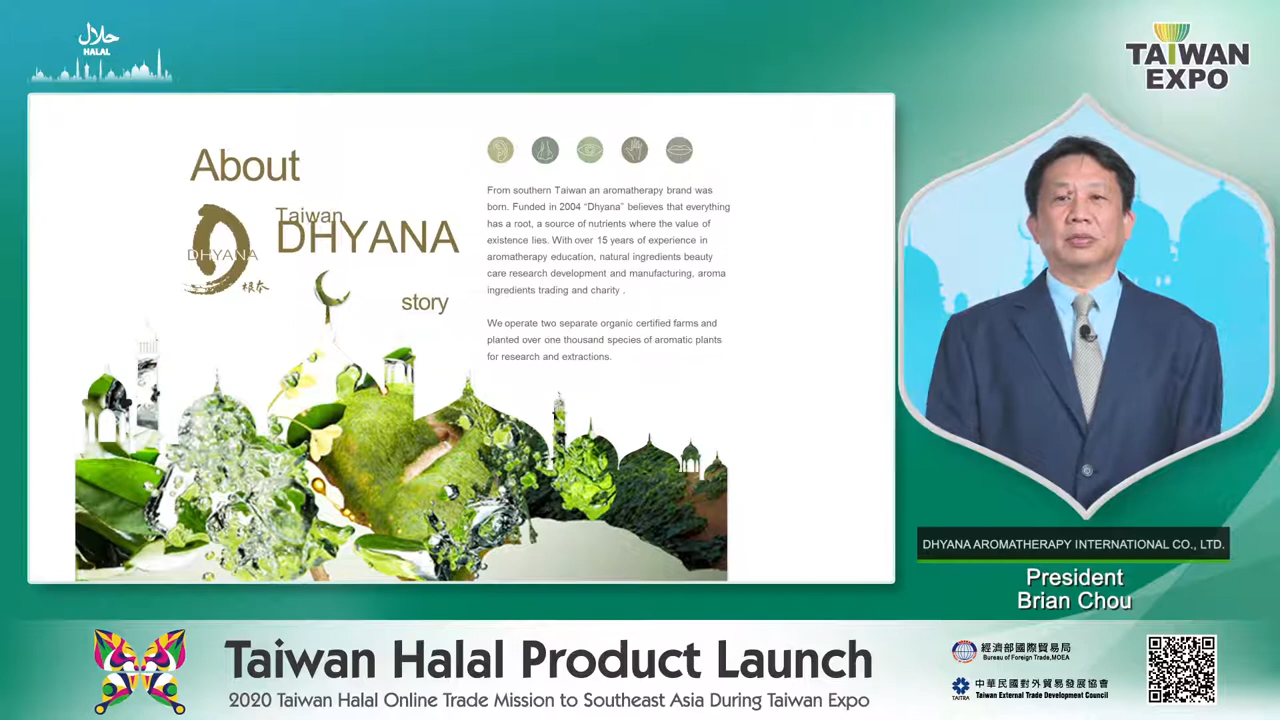 حلال
HALAL
TAIWAN
EXPO
About
Taiwan
DHYANA
DHYANA
根本
story
From southern Taiwan an aromatherapy brand was
born. Funded in 2004 “Dhyana” believes that everything
has a root, a source of nutrients where the value of
existence lies. With over 15 years of experience in
aromatherapy education, natural ingredients beauty
care research development and manufacturing, aroma
ingredients trading and charity .
We operate two separate organic certified farms and
planted over one thousand species of aromatic plants
for research and extractions.
DHYANA AROMATHERAPY INTERNATIONAL CO., LTD.
President
Brian Chou
Taiwan Halal Product Launch
2020 Taiwan Halal Online Trade Mission to Southeast Asia During Taiwan Expo
經濟部國際貿易局
Bureau of Foreign Trade,MOEA
中華民國對外貿易發展協會
TAITRA
Taiwan External Trade Development Council